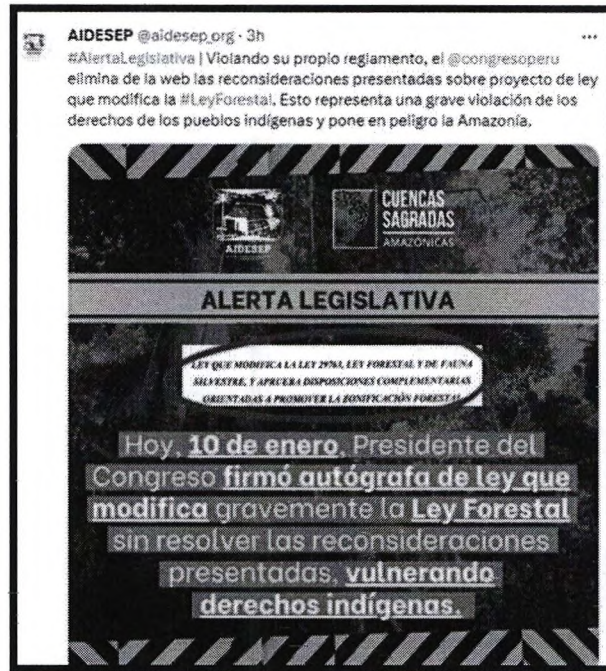 AIDESEP @aidesep_org · 3h
#AlertaLegislativa | Violando su propio reglamento, el @congresoperu
elimina de la web las reconsideraciones presentadas sobre proyecto de ley
que modifica la #LeyForestal. Esto representa una grave violación de los
derechos de los pueblos indígenas y pone en peligro la Amazonía.
AIDESEP
CUENCAS
SAGRADAS
AMAZÓNICAS
ALERTA LEGISLATIVA
LEY QUE MODIFICA LA LEY 29763, LEY FORESTAL Y DE FAUNA
SILVESTRE, Y APRUEBA DISPOSICIONES COMPLEMENTARIAS
ORIENTADAS A PROMOVER LA ZONIFICACIÓN FORESTAL
Hoy, 10 de enero, Presidente del
Congreso firmó autógrafa de ley que
modifica gravemente la Ley Forestal
sin resolver las reconsideraciones
presentadas, vulnerando
derechos indígenas.